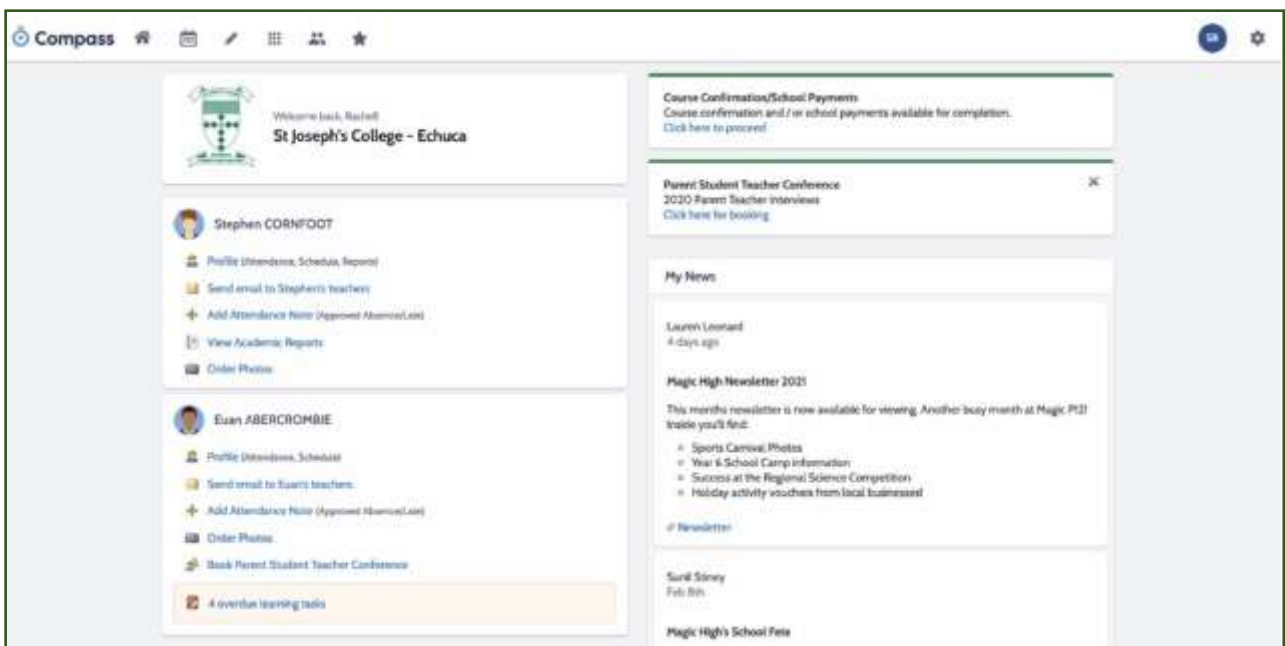 Compass
Welcome back, Rachell
St Joseph's College - Echuca
Stephen CORNFOOT
Profile (Attendance, Schedule, Reports)
Send email to Stephen's teachers
Add Attendance Note (Approved Absence/Late)
View Academic Reports
Order Photos
Euan ABERCROMBIE
Profile (Attendance, Schedule)
Send email to Euan's teachers
Add Attendance Note (Approved Absence/Late)
Order Photos
Book Parent Student Teacher Conference
4 overdue learning tasks
Course Confirmation/School Payments
Course confirmation and / or school payments available for completion.
Click here to proceed
Parent Student Teacher Conference
2020 Parent Teacher Interviews
Click here for booking
My News
Lauren Leonard
4 days ago
Magic High Newsletter 2021
This months newsletter is now available for viewing. Another busy month at Magic
Inside you'll find:
Sports Carnival Photos
Year 6 School Camp information
Success at the Regional Science Competition
Holiday activity vouchers from local businessed
Newsletter
Sunil
Feb 8th
Magic High's School Fete